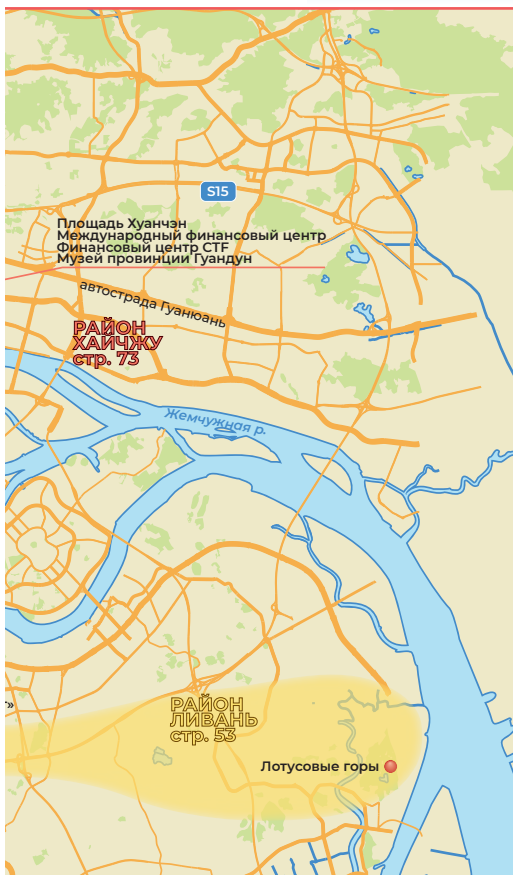 S15
Площадь Хуанчэн
Международный финансовый центр
Финансовый центр CTF
Музей провинции Гуандун
автострада Гуанюань
РАЙОН
ХАЙЧЖУ
стр. 73
Жемчужная р.
РАЙОН
ЛИВАНЬ
стр. 53
Лотусовые горы